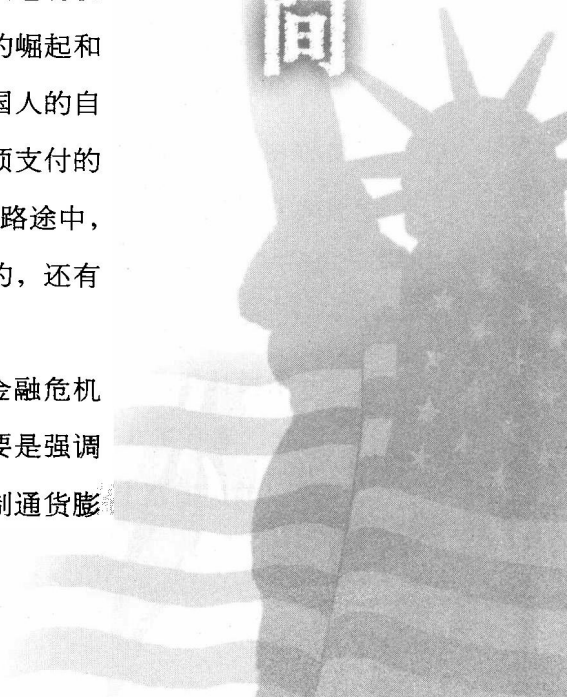 间
的崛起和
国人的自
须支付的
路途中，
的，还有
金融危机
要是强调
制通货膨